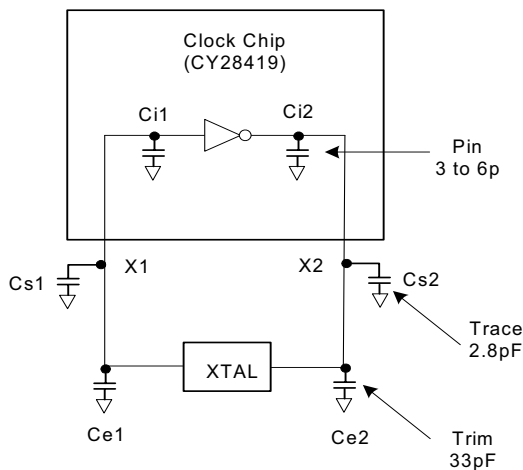 Clock Chip
(CY28419)
Ci1
Ci2
Pin
3 to 6p
X1
X2
Cs1
Cs2
Trace
2.8pF
XTAL
Ce1
Ce2
Trim
33pF